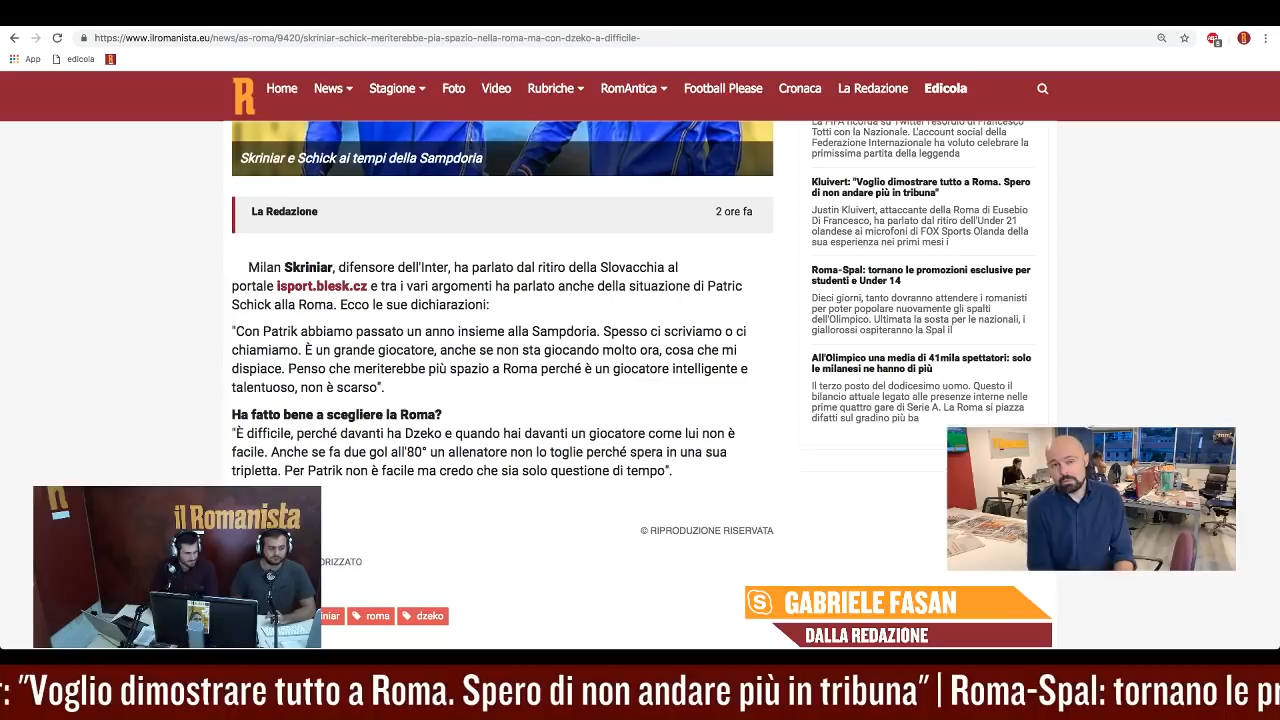 https://www.ilromanista.eu/news/as-roma/9420/skriniar-schick-meriterebbe-pia-spazio-nella-roma-ma-con-dzeko-a-difficile-
App edicola
Home News Stagione Foto Video Rubriche RomAntica Football Please Cronaca La Redazione Edicola
Skriniar e Schick ai tempi della Sampdoria
La Redazione 2 ore fa
Milan Skriniar, difensore dell'Inter, ha parlato dal ritiro della Slovacchia al
portale isport.blesk.cz e tra i vari argomenti ha parlato anche della situazione di Patric
Schick alla Roma. Ecco le sue dichiarazioni:
"Con Patrik abbiamo passato un anno insieme alla Sampdoria. Spesso ci scriviamo o ci
chiamiamo. È un grande giocatore, anche se non sta giocando molto ora, cosa che mi
dispiace. Penso che meriterebbe più spazio a Roma perché è un giocatore intelligente e
talentuoso, non è scarso".
Ha fatto bene a scegliere la Roma?
"È difficile, perché davanti ha Dzeko e quando hai davanti un giocatore come lui non è
facile. Anche se fa due gol all'80° un allenatore non lo toglie perché spera in una sua
tripletta. Per Patrik non è facile ma credo che sia solo questione di tempo".
© RIPRODUZIONE RISERVATA
ORIZZATO
iniar roma dzeko
La FIFA ricorda su Twitter l'esordio di Francesco
Totti con la Nazionale. L'account social della
Federazione Internazionale ha voluto celebrare la
primissima partita della leggenda
Kluivert: "Voglio dimostrare tutto a Roma. Spero
di non andare più in tribuna"
Justin Kluivert, attaccante della Roma di Eusebio
Di Francesco, ha parlato dal ritiro dell'Under 21
olandese ai microfoni di FOX Sports Olanda della
sua esperienza nei primi mesi i
Roma-Spal: tornano le promozioni esclusive per
studenti e Under 14
Dieci giorni, tanto dovranno attendere i romanisti
per poter popolare nuovamente gli spalti
dell'Olimpico. Ultimata la sosta per le nazionali, i
giallorossi ospiteranno la Spal il
All'Olimpico una media di 41mila spettatori: solo
le milanesi ne hanno di più
Il terzo posto del dodicesimo uomo. Questo il
bilancio attuale legato alle presenze interne nelle
prime quattro gare di Serie A. La Roma si piazza
difatti sul gradino più ba
il Romanista
GABRIELE FASAN
DALLA REDAZIONE
r: "Voglio dimostrare tutto a Roma. Spero di non andare più in tribuna" | Roma-Spal: tornano le pr